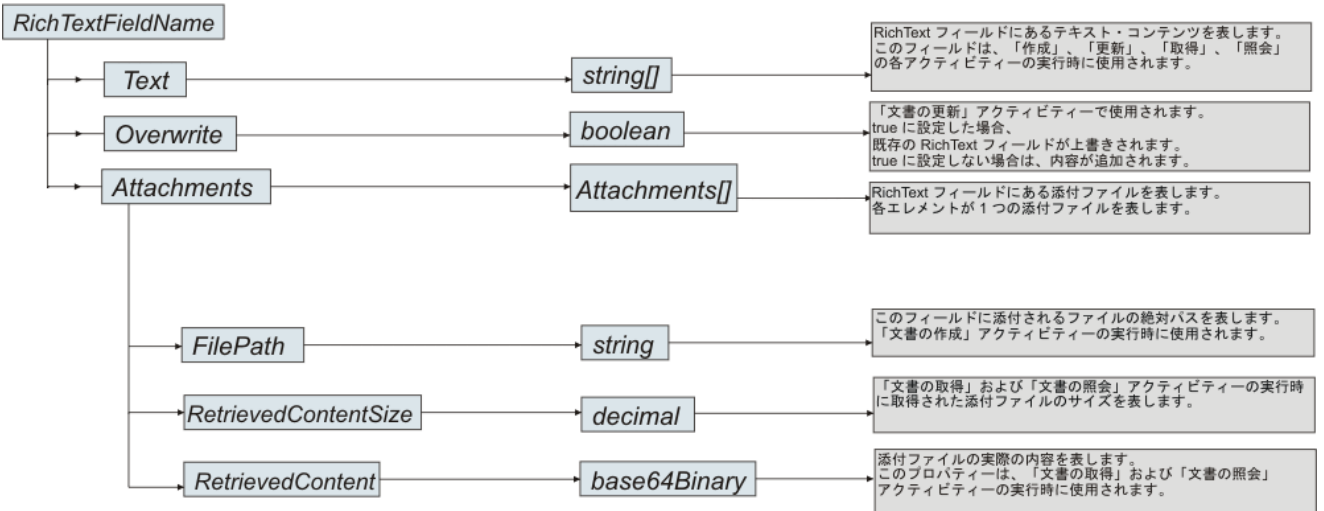 RichTextFieldName
Text
string[]
RichText フィールドにあるテキスト・コンテンツを表します。
このフィールドは、「作成」、「更新」、「取得」、「照会」
の各アクティビティーの実行時に使用されます。
Overwrite
boolean
「文書の更新」アクティビティーで使用されます。
true に設定した場合、
既存の RichText フィールドが上書きされます。
true に設定しない場合は、内容が追加されます。
Attachments
Attachments[]
RichText フィールドにある添付ファイルを表します。
各エレメントが 1 つの添付ファイルを表します。
FilePath
string
このフィールドに添付されるファイルの絶対パスを表します。
「文書の作成」アクティビティーの実行時に使用されます。
RetrievedContentSize
decimal
「文書の取得」および「文書の照会」アクティビティーの実行時
に取得された添付ファイルのサイズを表します。
RetrievedContent
base64Binary
添付ファイルの実際の内容を表します。
このプロパティーは、「文書の取得」および「文書の照会」
アクティビティーの実行時に使用されます。